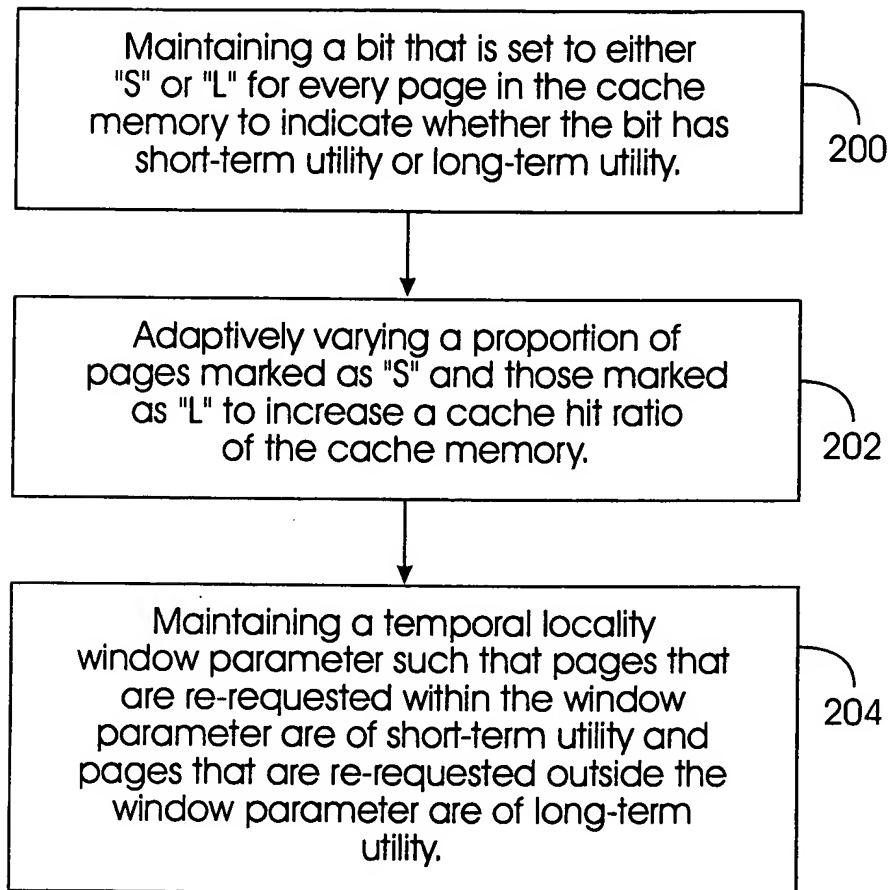 Maintaining a bit that is set to either
"S" or "L" for every page in the cache
memory to indicate whether the bit has
short-term utility or long-term utility.
200
Adaptively varying a proportion of
pages marked as "S" and those marked
as "L" to increase a cache hit ratio
of the cache memory.
202
Maintaining a temporal locality
window parameter such that pages that
are re-requested within the window
parameter are of short-term utility and
pages that are re-requested outside the
window parameter are of long-term
utility.
204